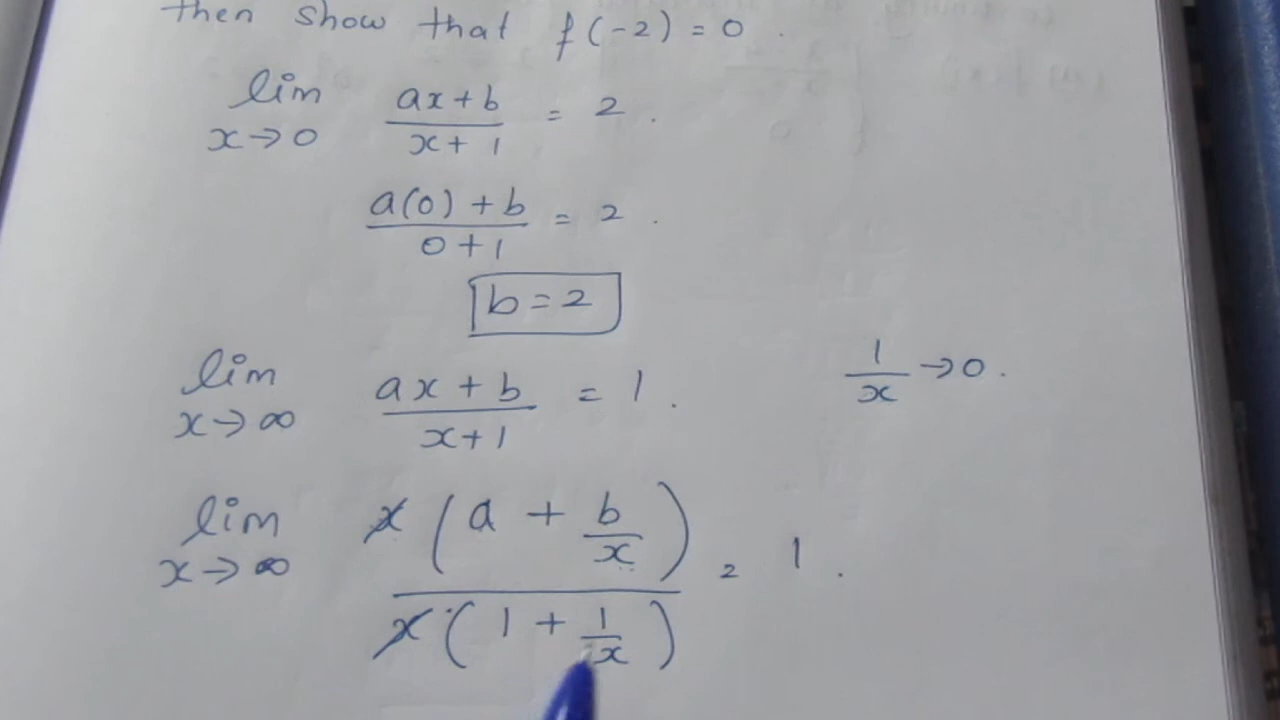 then show that f(-2) = 0.
lim x→0 (ax+b)/(x+1) = 2.
(a(0)+b)/(0+1) = 2.
b=2
lim x→∞ (ax+b)/(x+1) = 1.
1/x →0.
lim x→∞ x(a + b/x)/x(1 + 1/x) = 1.